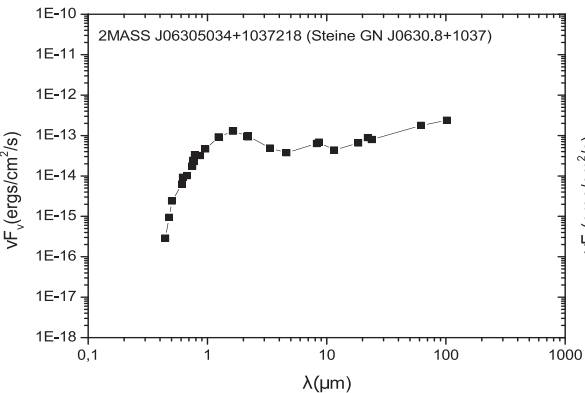 1E-10
2MASS J06305034+1037218 (Steine GN J0630.8+1037)
1E-11
1E-12
1E-13
1E-14
1E-15
1E-16
1E-17
1E-18
νFν(ergs/cm²/s)
0,1 1 10 100 1000
λ(µm)